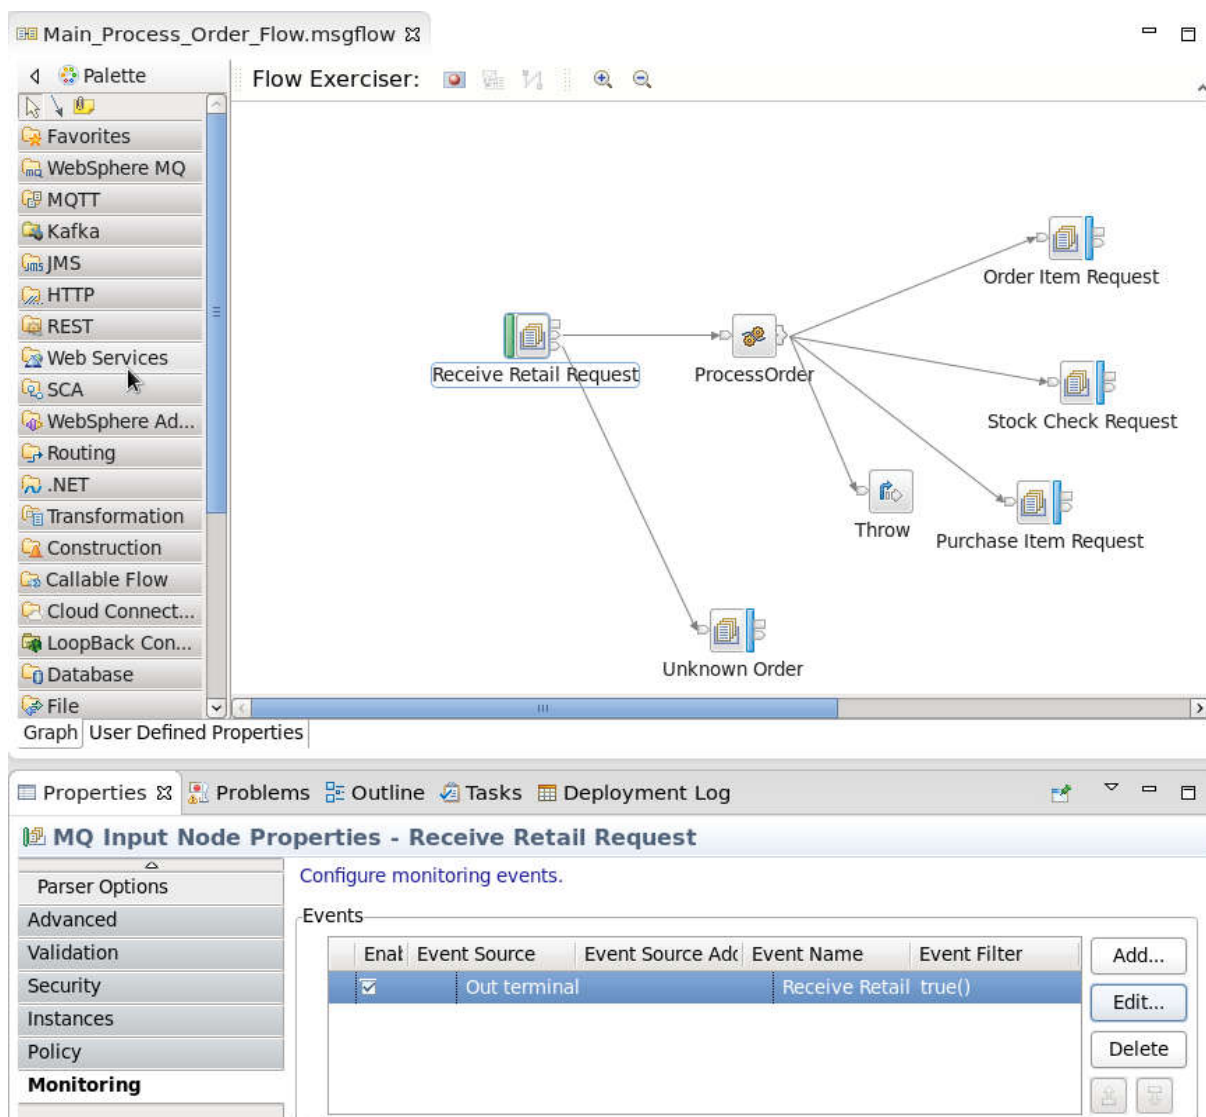 Main_Process_Order_Flow.msgflow
Palette
Flow Exerciser:
Favorites
WebSphere MQ
MQTT
Kafka
JMS
HTTP
REST
Web Services
SCA
WebSphere Ad...
Routing
.NET
Transformation
Construction
Callable Flow
Cloud Connect...
LoopBack Con...
Database
File
Order Item Request
Receive Retail Request
ProcessOrder
Stock Check Request
Throw
Purchase Item Request
Unknown Order
Graph User Defined Properties
Properties Problems Outline Tasks Deployment Log
MQ Input Node Properties - Receive Retail Request
Parser Options
Advanced
Validation
Security
Instances
Policy
Monitoring
Configure monitoring events.
Events
Enal Event Source Event Source Adc Event Name Event Filter
Out terminal Receive Retail true()
Add...
Edit...
Delete